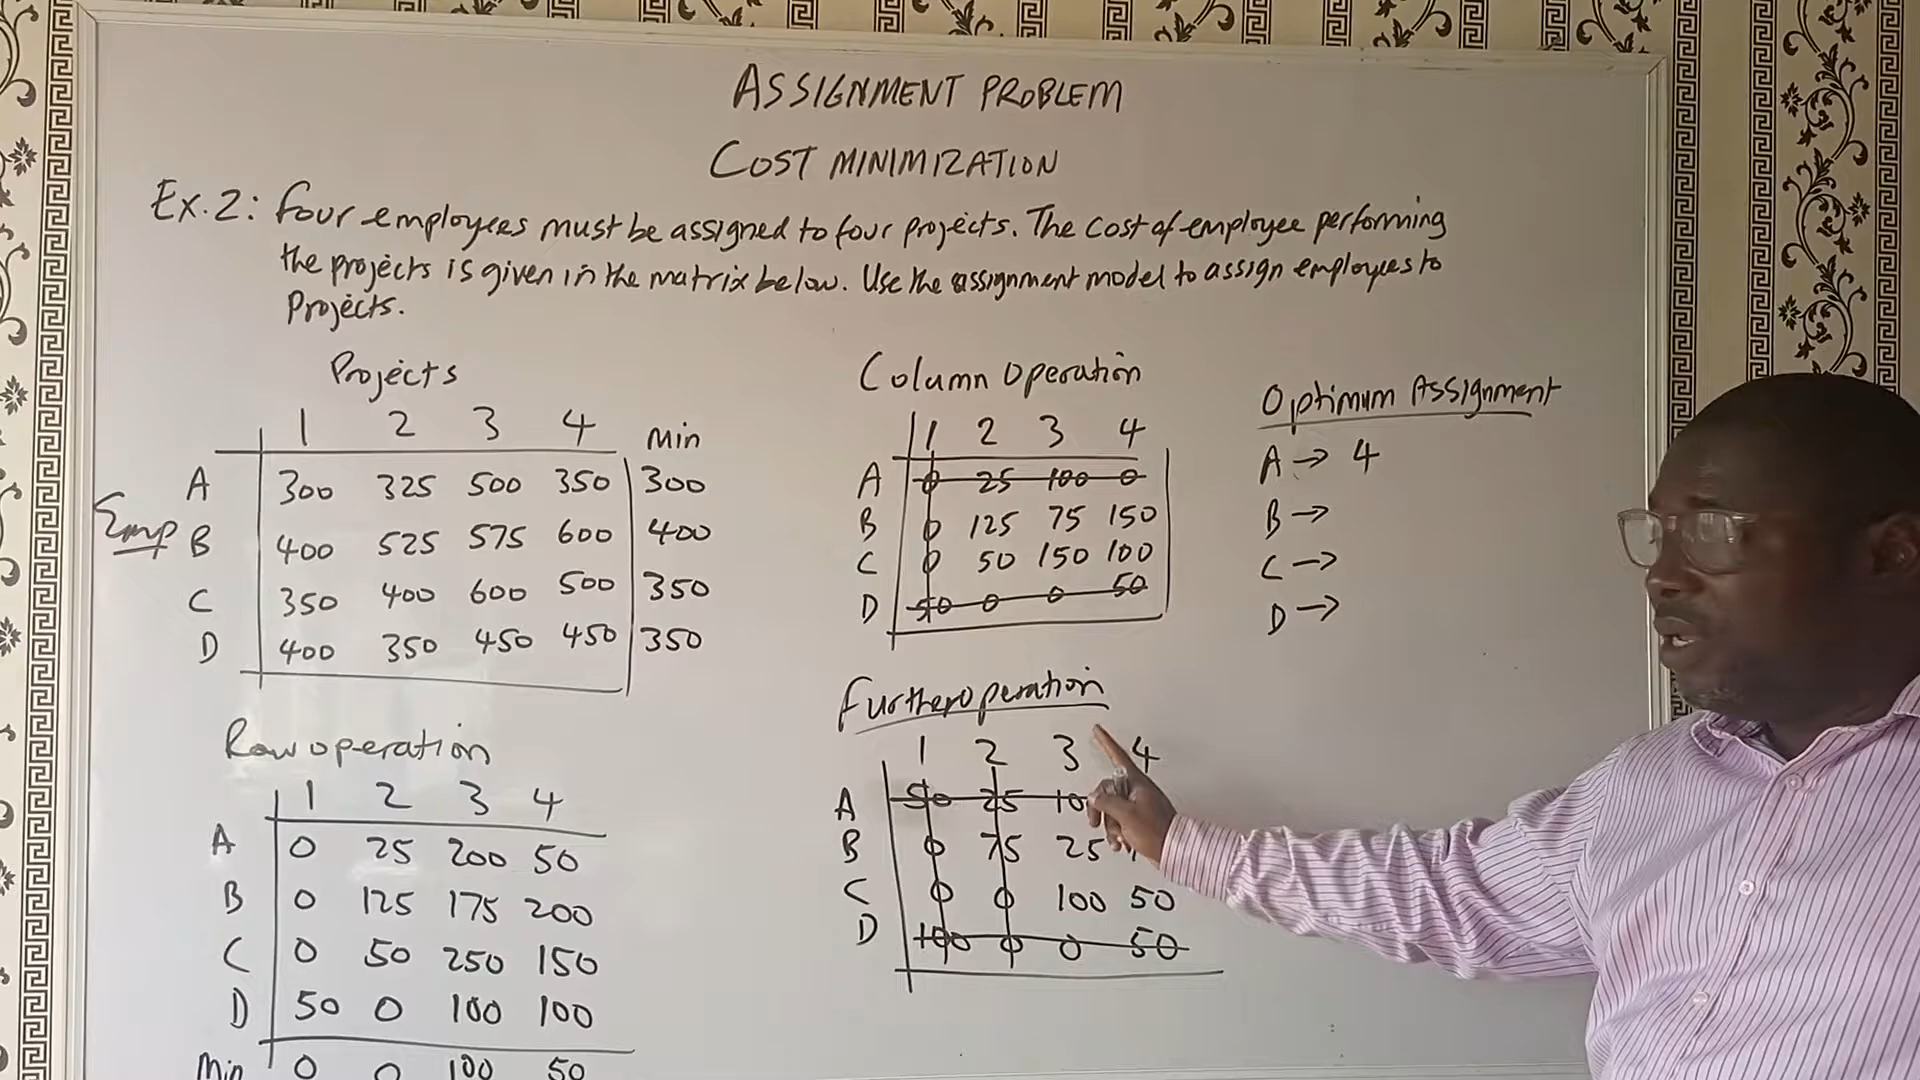 ASSIGNMENT PROBLEM
COST MINIMIZATION
Ex.2: Four employees must be assigned to four projects. The cost of employee performing
the projects is given in the matrix below. Use the assignment model to assign employees to
Projects.
Projects
1 2 3 4 Min
A 300 325 500 350 300
Emp B 400 525 575 600 400
C 350 400 600 500 350
D 400 350 450 450 350
Row operation
1 2 3 4
A 0 25 200 50
B 0 125 175 200
C 0 50 250 150
D 50 0 100 100
Min 0 0 100 50
Column Operation
1 2 3 4
A 0 25 100 0
B 0 125 75 150
C 0 50 150 100
D 50 0 0 50
Further operation
1 2 3 4
A 50 25
B 0 75 25
C 0 0 100 50
D 100 0 0 50
Optimum Assignment
A → 4
B →
C →
D →